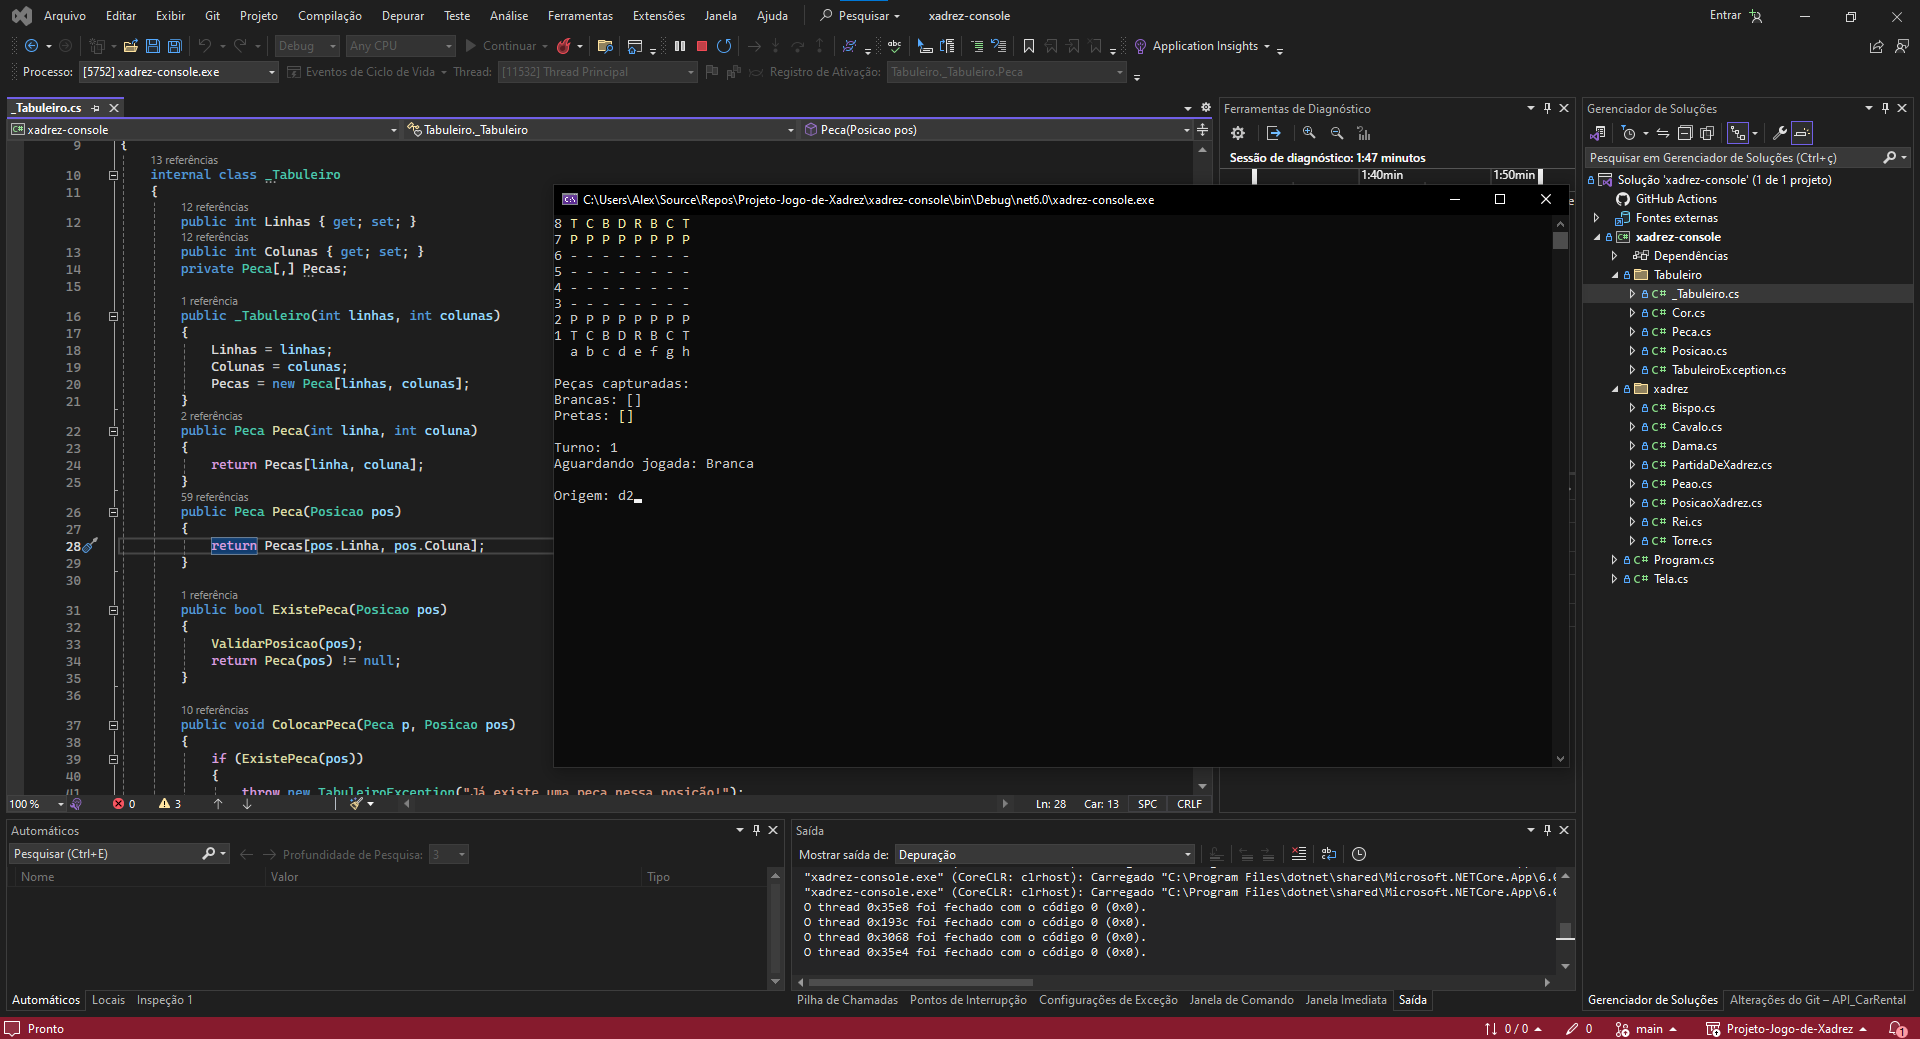 Arquivo Editar Exibir Git Projeto Compilação Depurar Teste Análise Ferramentas Extensões Janela Ajuda Pesquisar xadrez-console Entrar
Debug Any CPU Continuar Application Insights
Processo: [5752] xadrez-console.exe Eventos de Ciclo de Vida Thread: [11532] Thread Principal Registro de Ativação: Tabuleiro._Tabuleiro.Peca
_Tabuleiro.cs
xadrez-console Tabuleiro._Tabuleiro Peca(Posicao pos)
9 {
13 referências
10 internal class _Tabuleiro
11 {
12 referências
12 public int Linhas { get; set; }
12 referências
13 public int Colunas { get; set; }
14 private Peca[,] Pecas;
15
1 referência
16 public _Tabuleiro(int linhas, int colunas)
17 {
18 Linhas = linhas;
19 Colunas = colunas;
20 Pecas = new Peca[linhas, colunas];
21 }
2 referências
22 public Peca Peca(int linha, int coluna)
23 {
24 return Pecas[linha, coluna];
25 }
59 referências
26 public Peca Peca(Posicao pos)
27 {
28 return Pecas[pos.Linha, pos.Coluna];
29 }
30
1 referência
31 public bool ExistePeca(Posicao pos)
32 {
33 ValidarPosicao(pos);
34 return Peca(pos) != null;
35 }
36
10 referências
37 public void ColocarPeca(Peca p, Posicao pos)
38 {
39 if (ExistePeca(pos))
40 {
41 throw new TabuleiroException("Já existe uma peça nessa posição!");
100 % 0 3 Ln: 28 Car: 13 SPC CRLF
C:\Users\Alex\Source\Repos\Projeto-Jogo-de-Xadrez\xadrez-console\bin\Debug\net6.0\xadrez-console.exe
8 T C B D R B C T
7 P P P P P P P P
6 - - - - - - - -
5 - - - - - - - -
4 - - - - - - - -
3 - - - - - - - -
2 P P P P P P P P
1 T C B D R B C T
a b c d e f g h
Peças capturadas:
Brancas: []
Pretas: []
Turno: 1
Aguardando jogada: Branca
Origem: d2
Ferramentas de Diagnóstico
Sessão de diagnóstico: 1:47 minutos
1:40min 1:50min
Gerenciador de Soluções
Pesquisar em Gerenciador de Soluções (Ctrl+ç)
Solução 'xadrez-console' (1 de 1 projeto)
GitHub Actions
Fontes externas
C# xadrez-console
Dependências
Tabuleiro
C# _Tabuleiro.cs
C# Cor.cs
C# Peca.cs
C# Posicao.cs
C# TabuleiroException.cs
xadrez
C# Bispo.cs
C# Cavalo.cs
C# Dama.cs
C# PartidaDeXadrez.cs
C# Peao.cs
C# PosicaoXadrez.cs
C# Rei.cs
C# Torre.cs
C# Program.cs
C# Tela.cs
Automáticos
Pesquisar (Ctrl+E) Profundidade de Pesquisa: 3
Nome Valor Tipo
Automáticos Locais Inspeção 1
Saída
Mostrar saída de: Depuração
"xadrez-console.exe" (CoreCLR: clrhost): Carregado "C:\Program Files\dotnet\shared\Microsoft.NETCore.App\6.0
"xadrez-console.exe" (CoreCLR: clrhost): Carregado "C:\Program Files\dotnet\shared\Microsoft.NETCore.App\6.0
O thread 0x35e8 foi fechado com o código 0 (0x0).
O thread 0x193c foi fechado com o código 0 (0x0).
O thread 0x3068 foi fechado com o código 0 (0x0).
O thread 0x35e4 foi fechado com o código 0 (0x0).
Pilha de Chamadas Pontos de Interrupção Configurações de Exceção Janela de Comando Janela Imediata Saída
Gerenciador de Soluções Alterações do Git – API_CarRental
Pronto 0 / 0 0 main Projeto-Jogo-de-Xadrez 1